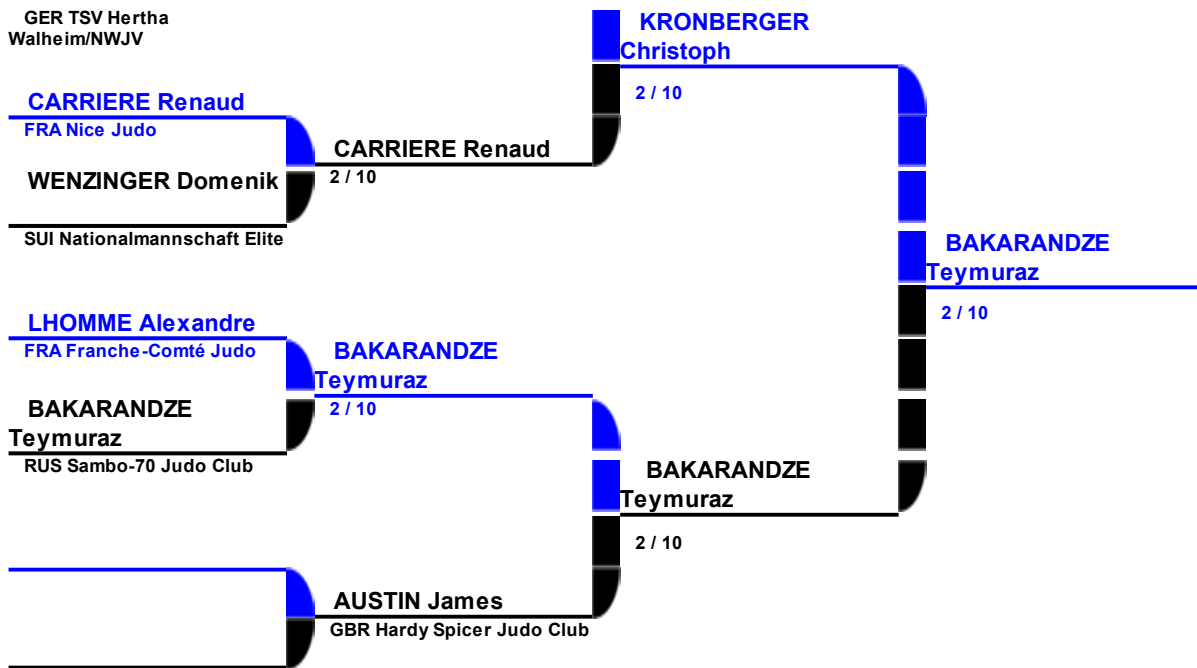 GER TSV Hertha
Walheim/NWJV
CARRIERE Renaud
FRA Nice Judo
WENZINGER Domenik
SUI Nationalmannschaft Elite
LHOMME Alexandre
FRA Franche-Comté Judo
BAKARANDZE
Teymuraz
RUS Sambo-70 Judo Club
CARRIERE Renaud
2 / 10
BAKARANDZE
Teymuraz
2 / 10
AUSTIN James
GBR Hardy Spicer Judo Club
KRONBERGER
Christoph
2 / 10
BAKARANDZE
Teymuraz
2 / 10
BAKARANDZE
Teymuraz
2 / 10